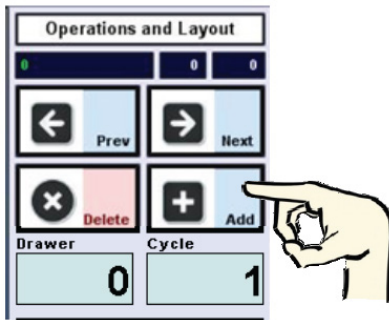 Operations and Layout
0 0 0
Prev Next
Delete Add
Drawer Cycle
0 1